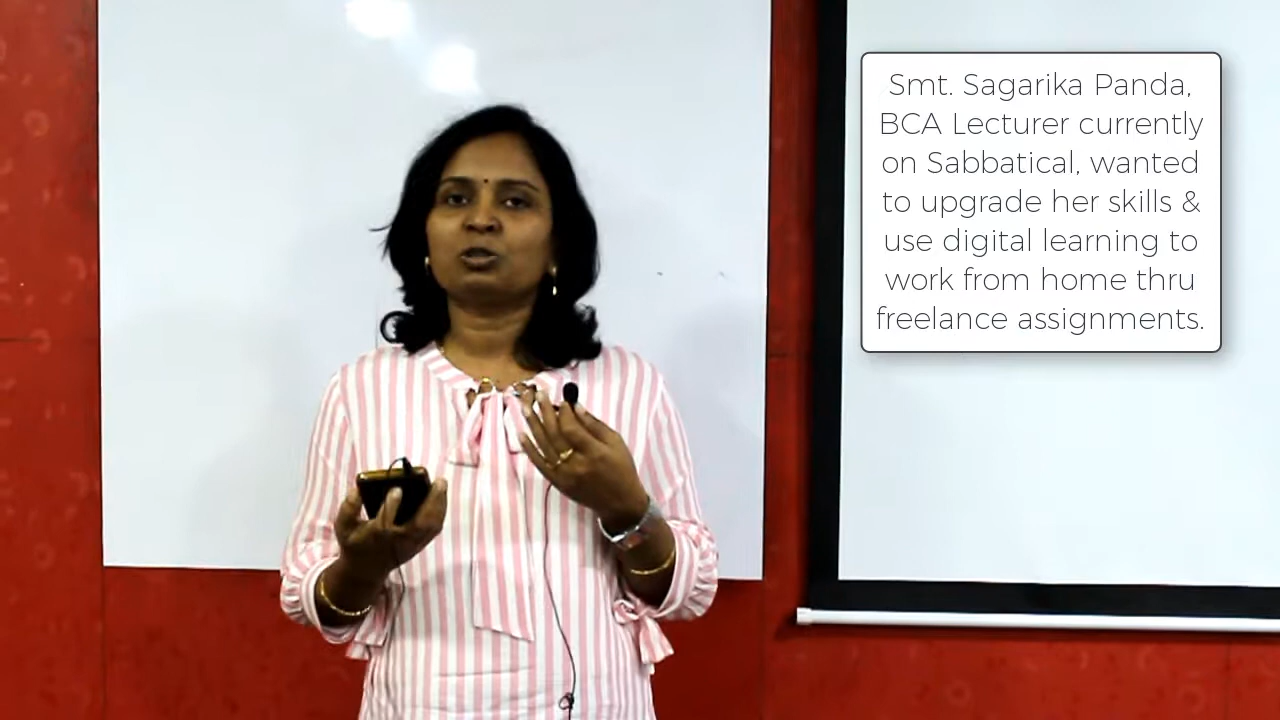 Smt. Sagarika Panda,
BCA Lecturer currently
on Sabbatical, wanted
to upgrade her skills &
use digital learning to
work from home thru
freelance assignments.